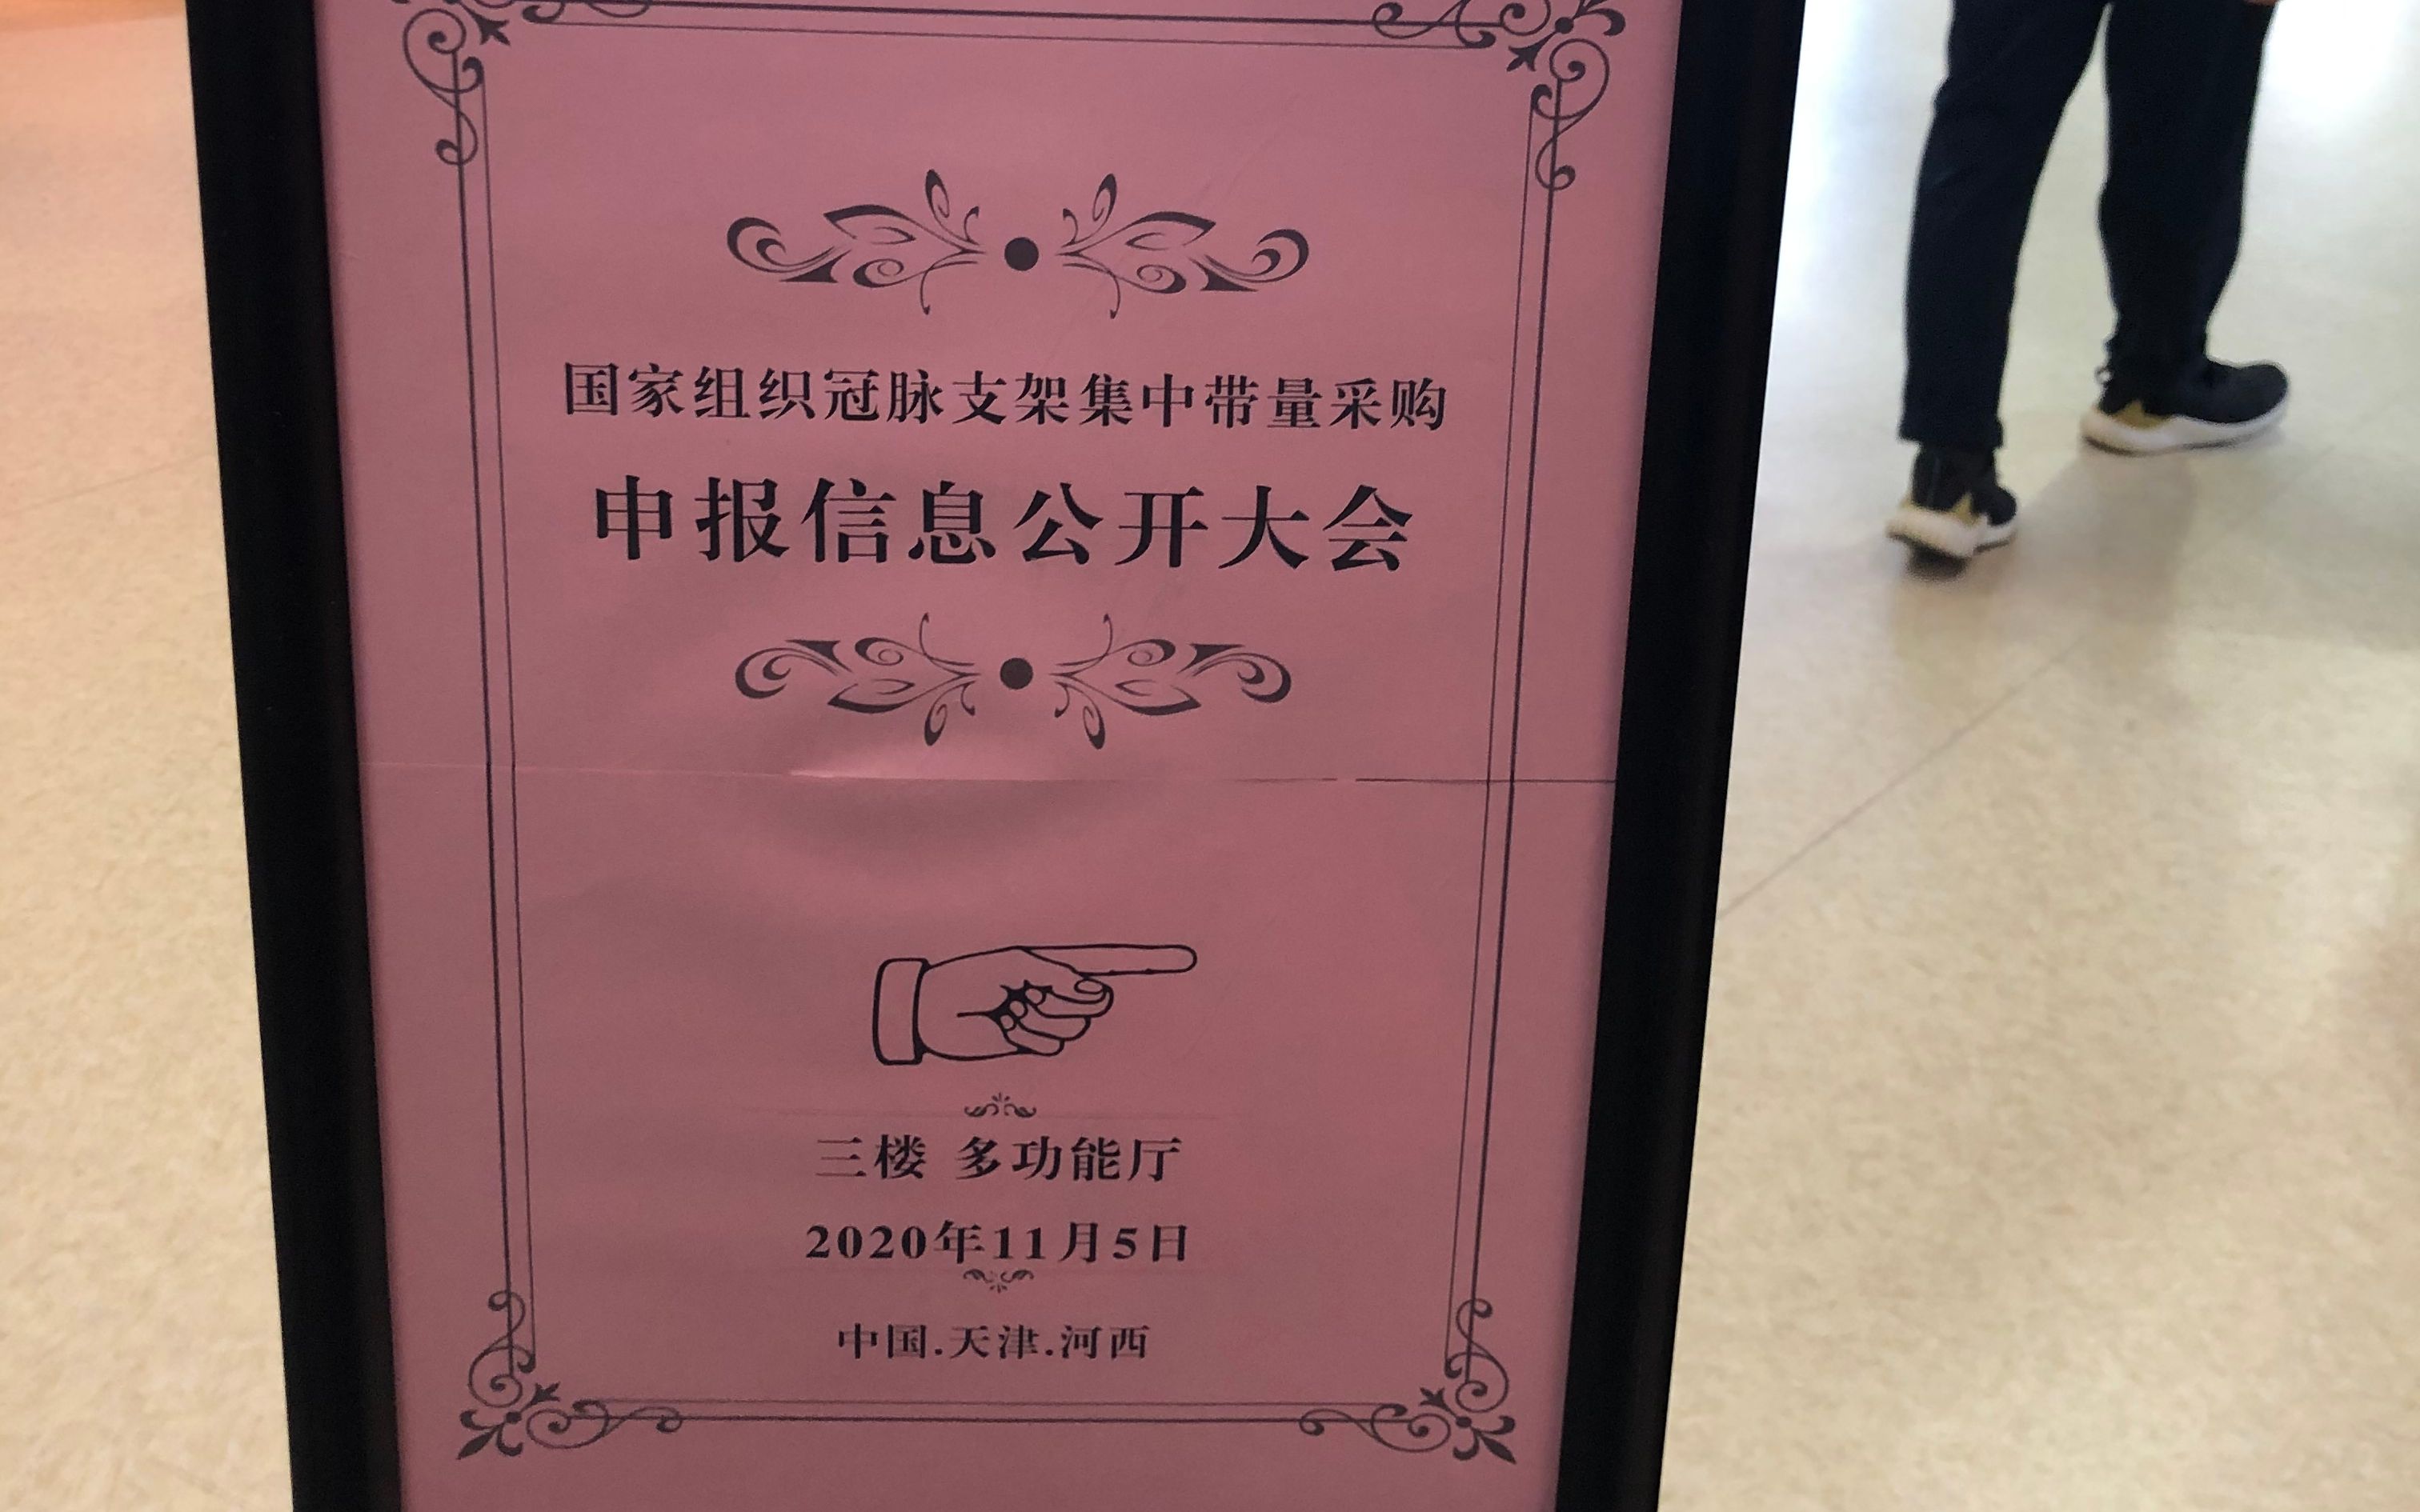 国家组织冠脉支架集中带量采购
申报信息公开大会
三楼 多功能厅
2020年11月5日
中国.天津.河西